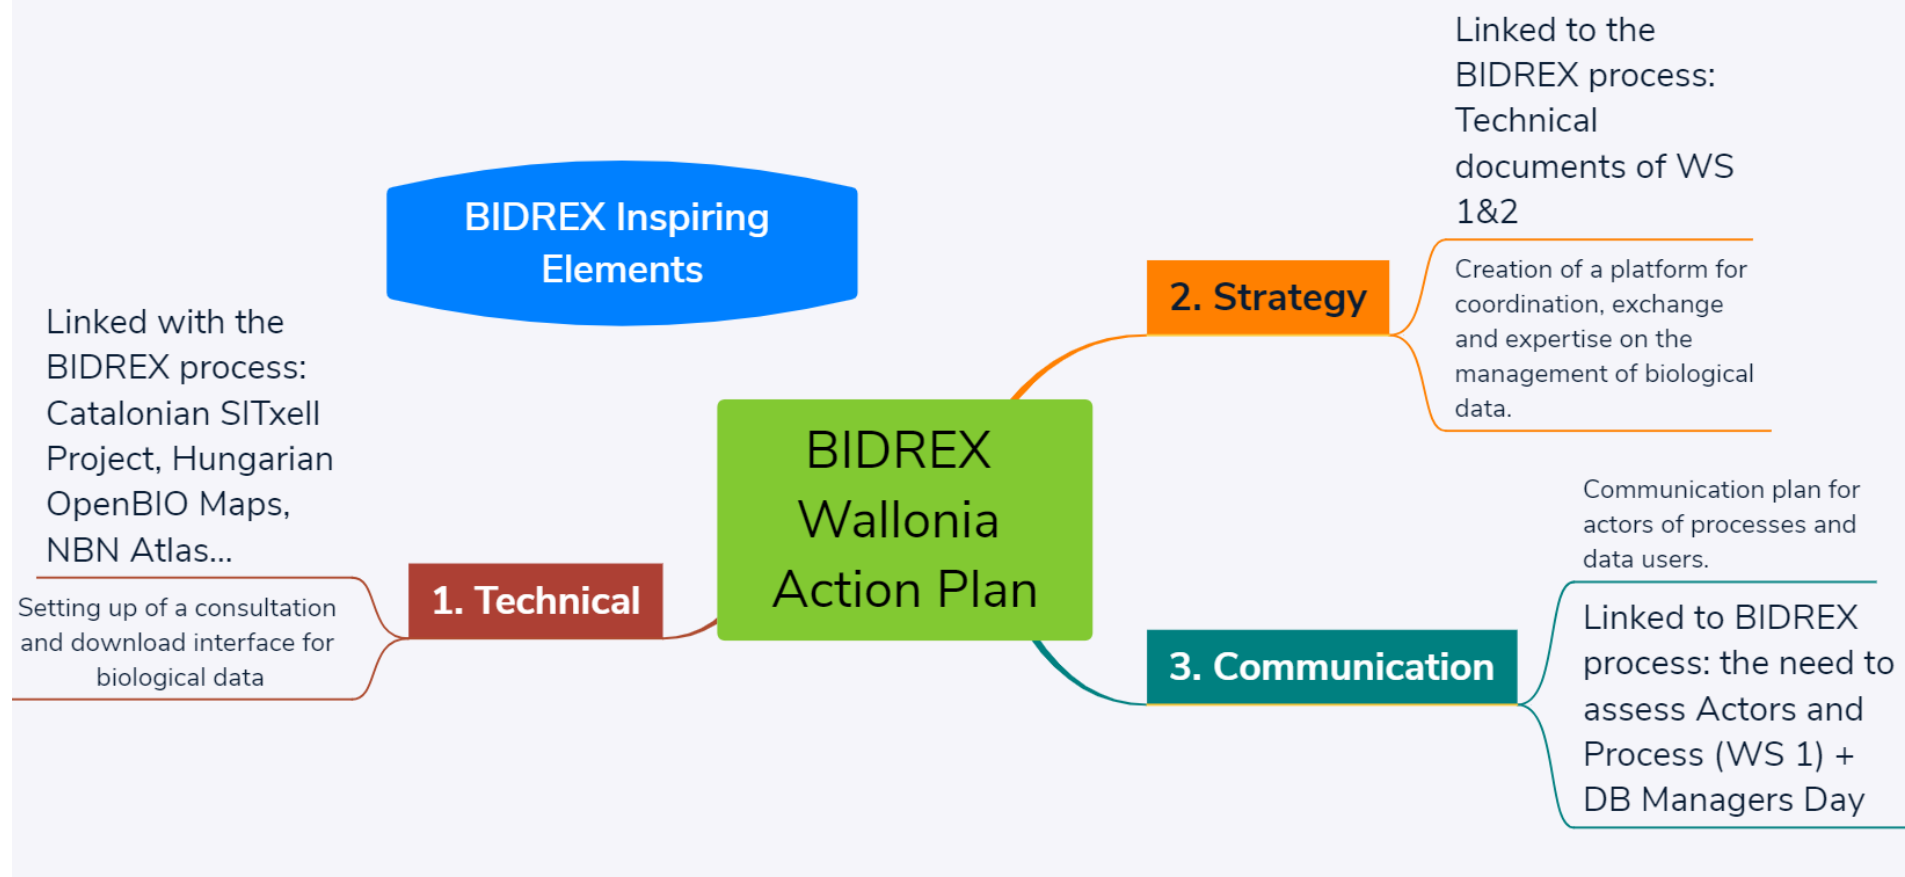 BIDREX Inspiring
Elements
Linked with the
BIDREX process:
Catalonian SITxell
Project, Hungarian
OpenBIO Maps,
NBN Atlas...
Setting up of a consultation
and download interface for
biological data
1. Technical
BIDREX
Wallonia
Action Plan
2. Strategy
Linked to the
BIDREX process:
Technical
documents of WS
1&2
Creation of a platform for
coordination, exchange
and expertise on the
management of biological
data.
3. Communication
Communication plan for
actors of processes and
data users.
Linked to BIDREX
process: the need to
assess Actors and
Process (WS 1) +
DB Managers Day